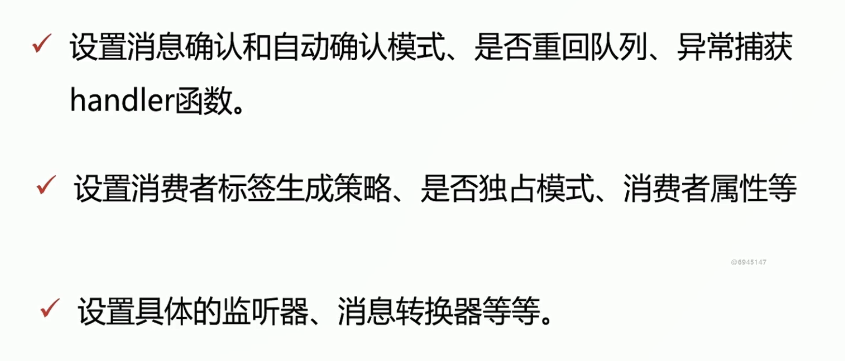 ✓ 设置消息确认和自动确认模式、是否重回队列、异常捕获
handler函数。
✓ 设置消费者标签生成策略、是否独占模式、消费者属性等
✓ 设置具体的监听器、消息转换器等等。